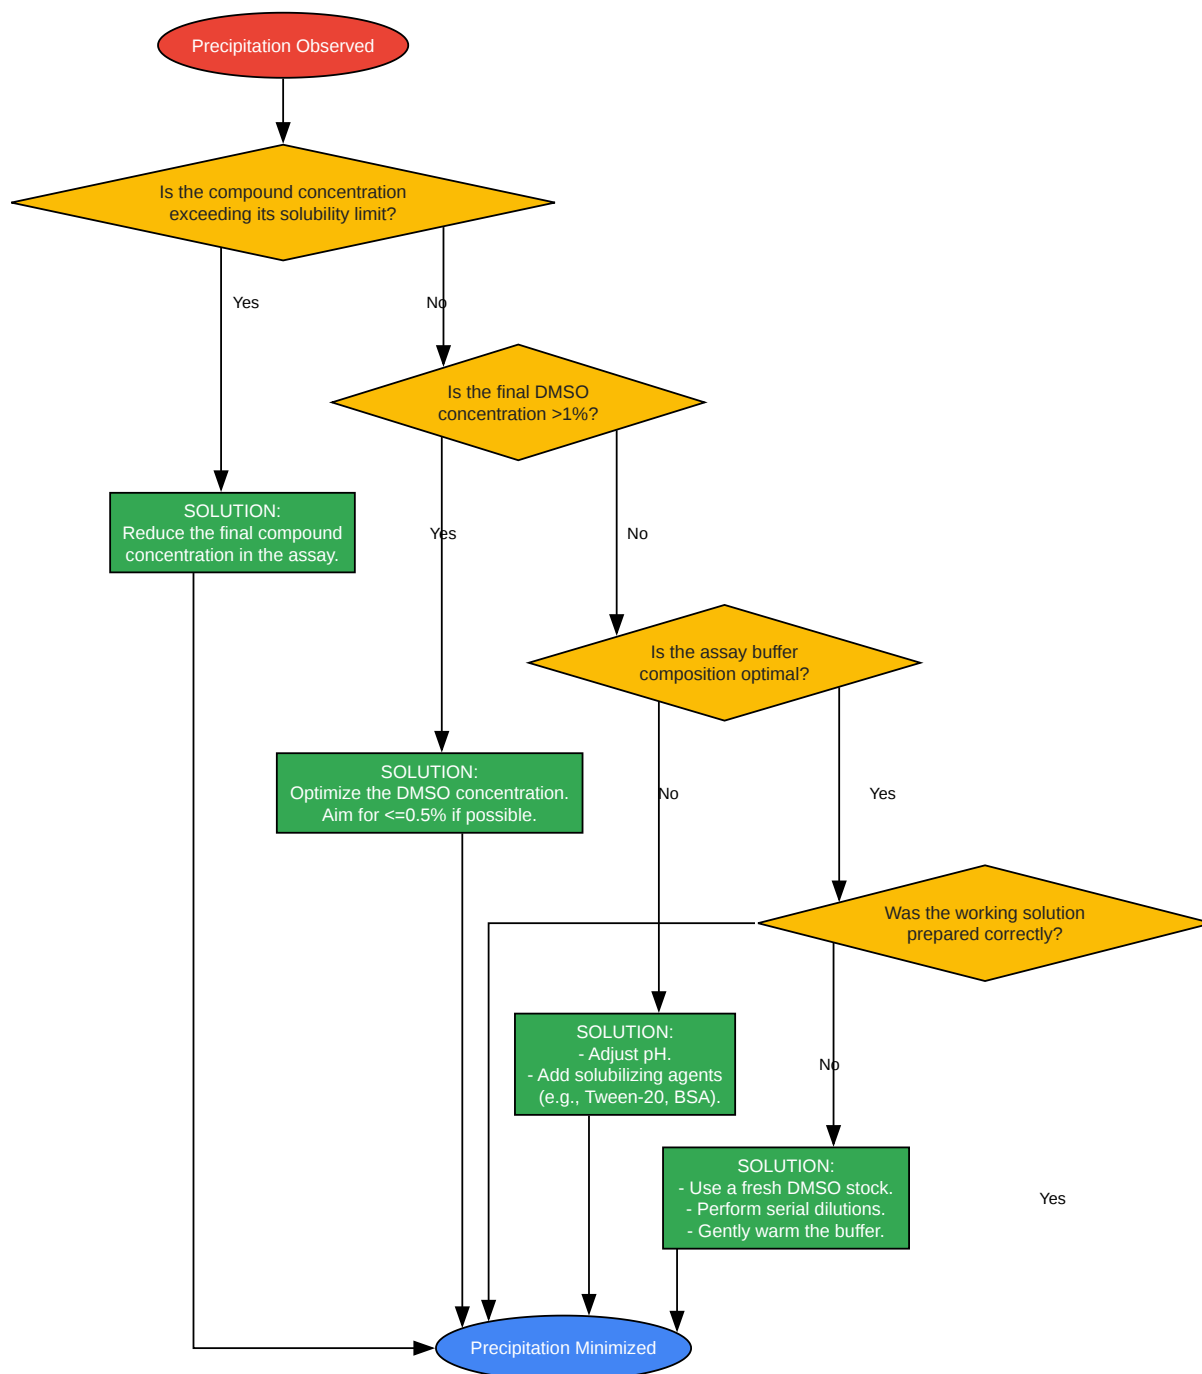 Precipitation Observed
Is the compound concentration
exceeding its solubility limit?
Yes
No
Is the final DMSO
concentration >1%?
SOLUTION:
Reduce the final compound
concentration in the assay.
Yes
No
Is the assay buffer
composition optimal?
SOLUTION:
Optimize the DMSO concentration.
Aim for <=0.5% if possible.
No
Yes
Was the working solution
prepared correctly?
SOLUTION:
- Adjust pH.
- Add solubilizing agents
(e.g., Tween-20, BSA).
No
SOLUTION:
- Use a fresh DMSO stock.
- Perform serial dilutions.
- Gently warm the buffer.
Yes
Precipitation Minimized